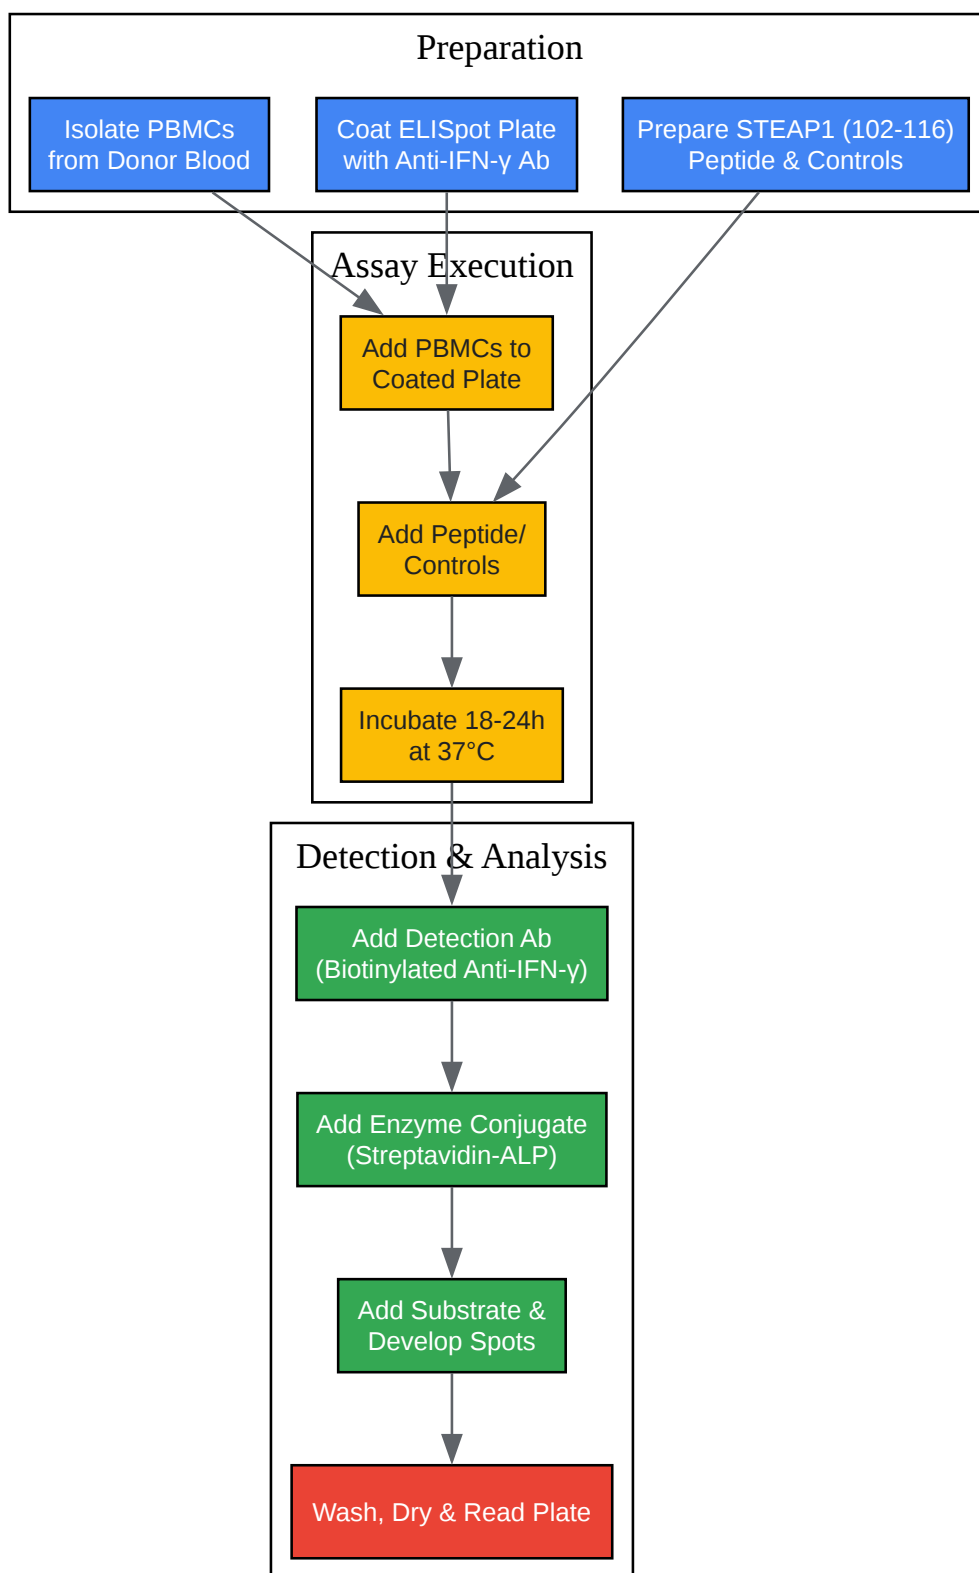 Preparation
Isolate PBMCs
from Donor Blood
Coat ELISpot Plate
with Anti-IFN-γ Ab
Prepare STEAP1 (102-116)
Peptide & Controls
Assay Execution
Add PBMCs to
Coated Plate
Add Peptide/
Controls
Incubate 18-24h
at 37°C
Detection & Analysis
Add Detection Ab
(Biotinylated Anti-IFN-γ)
Add Enzyme Conjugate
(Streptavidin-ALP)
Add Substrate &
Develop Spots
Wash, Dry & Read Plate